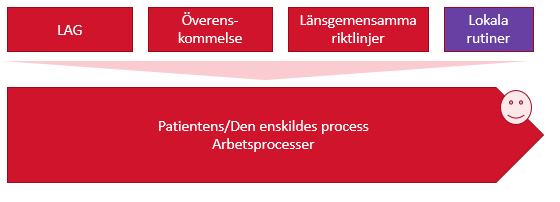 LAG
Överens-
kommelse
Länsgemensamma
riktlinjer
Lokala
rutiner
Patientens/Den enskildes process
Arbetsprocesser